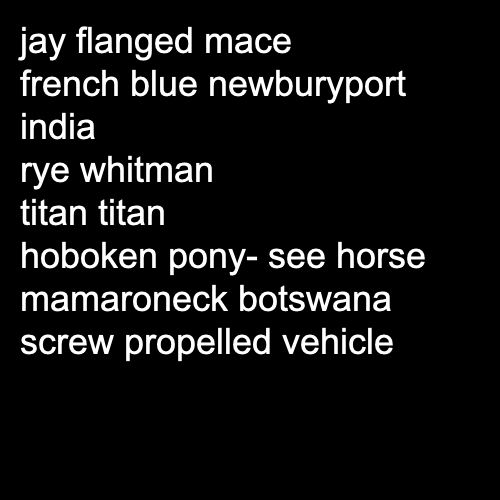 jay flanged mace
french blue newburyport
india
rye whitman
titan titan
hoboken pony- see horse
mamaroneck botswana
screw propelled vehicle